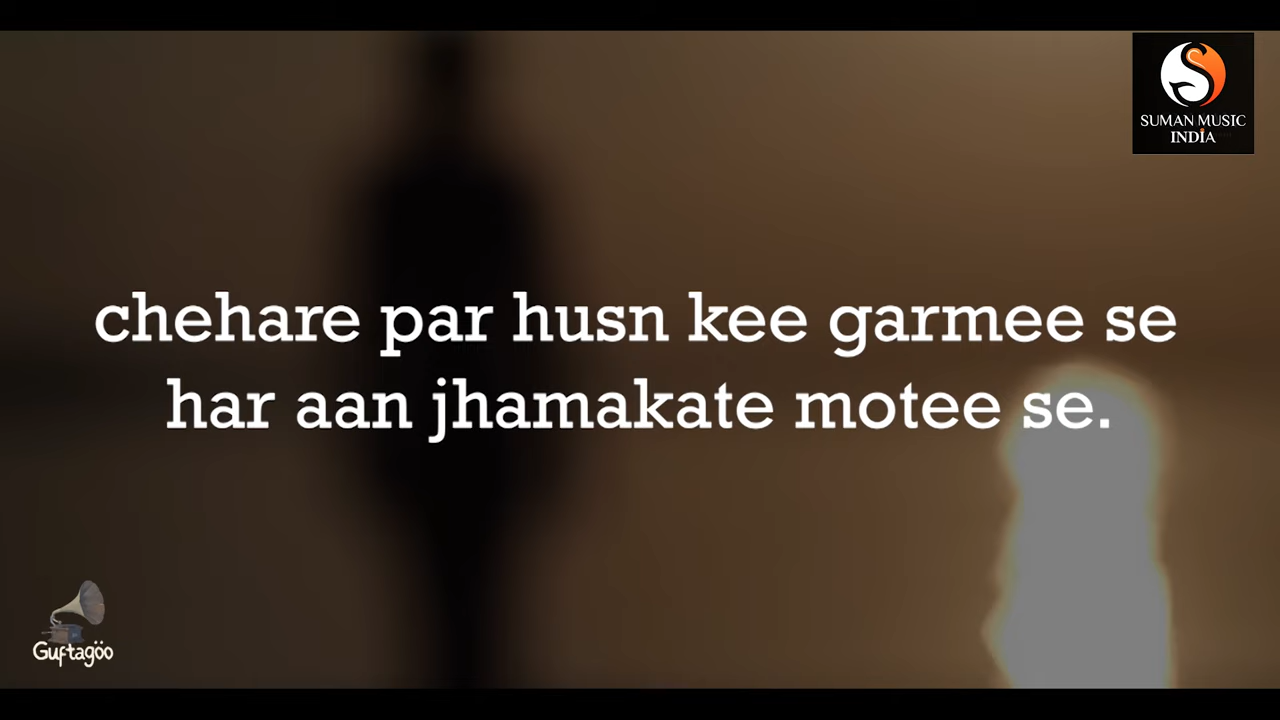 SUMAN MUSIC
INDIA
chehare par husn kee garmee se
har aan jhamakate motee se.
Guftagöo